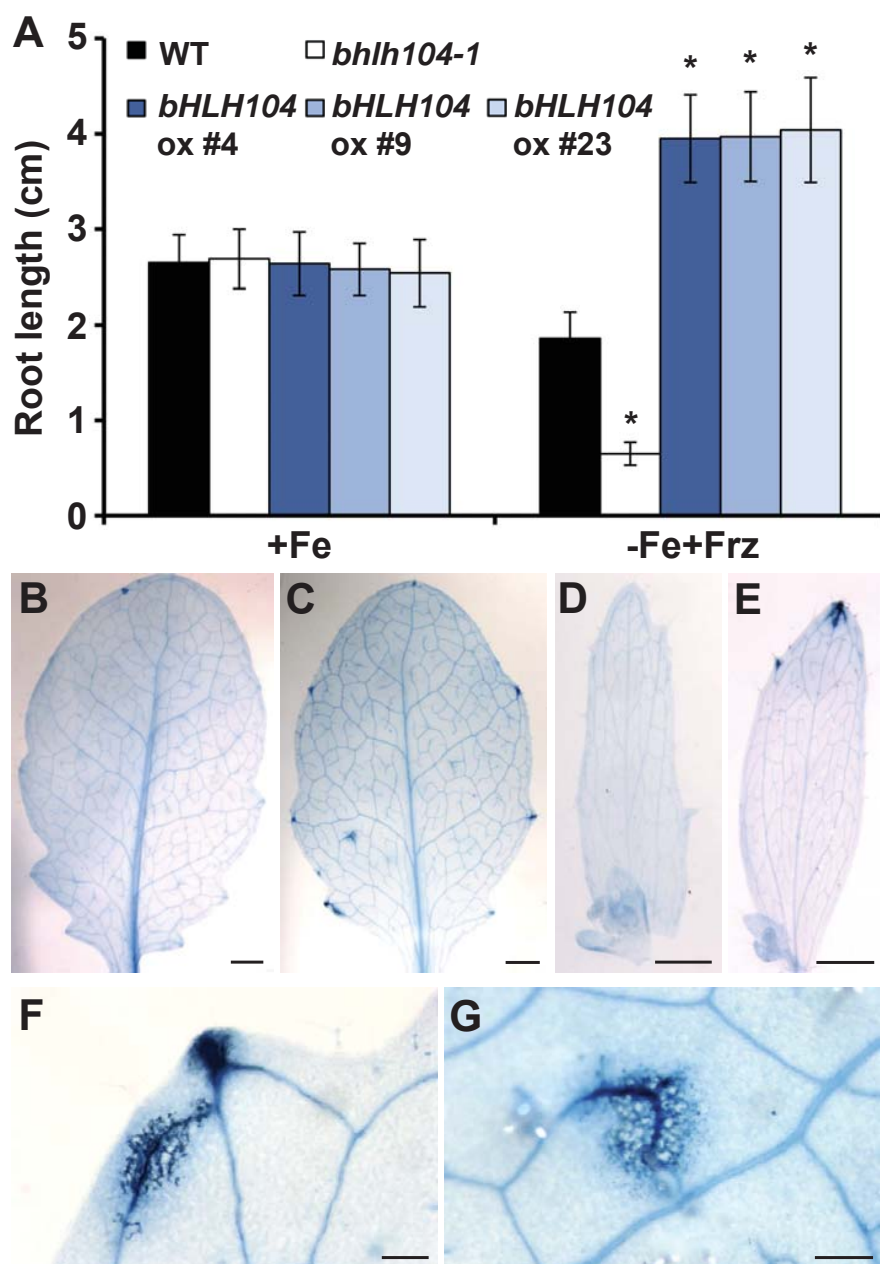 A
5
4
3
2
1
0
Root length (cm)
WT bhlh104-1
bHLH104 bHLH104 bHLH104
ox #4 ox #9 ox #23
* * *
*
+Fe -Fe+Frz
B C D E
F G